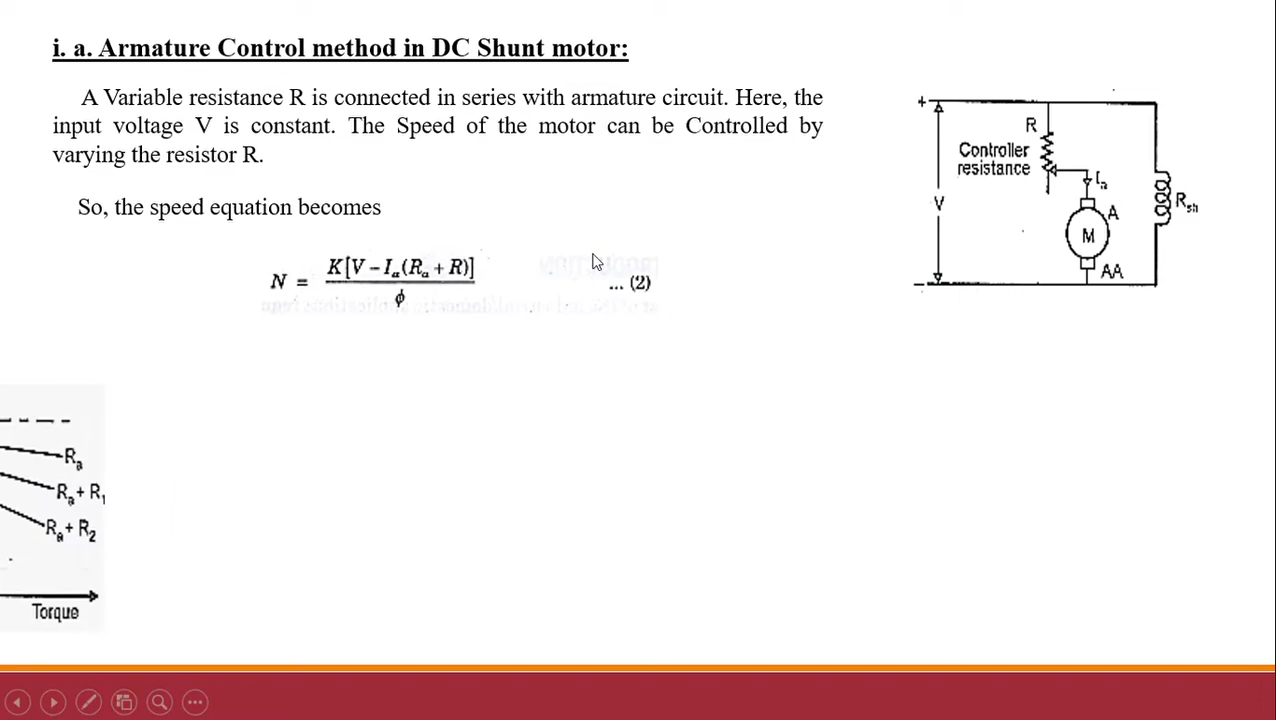 i. a. Armature Control method in DC Shunt motor:
A Variable resistance R is connected in series with armature circuit. Here, the
input voltage V is constant. The Speed of the motor can be Controlled by
varying the resistor R.
So, the speed equation becomes
N = K[V – Iₐ(Rₐ + R)] / ϕ ... (2)
+
R
Controller
resistance
Iₐ
V
A
M
AA
–
Rsh
Rₐ
Rₐ + R₁
Rₐ + R₂
Torque